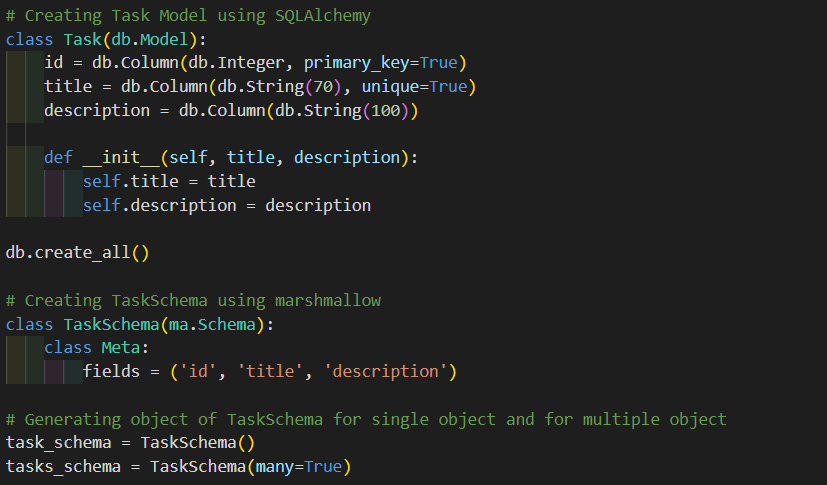 # Creating Task Model using SQLAlchemy
class Task(db.Model):
    id = db.Column(db.Integer, primary_key=True)
    title = db.Column(db.String(70), unique=True)
    description = db.Column(db.String(100))

    def __init__(self, title, description):
        self.title = title
        self.description = description

db.create_all()

# Creating TaskSchema using marshmallow
class TaskSchema(ma.Schema):
    class Meta:
        fields = ('id', 'title', 'description')

# Generating object of TaskSchema for single object and for multiple object
task_schema = TaskSchema()
tasks_schema = TaskSchema(many=True)